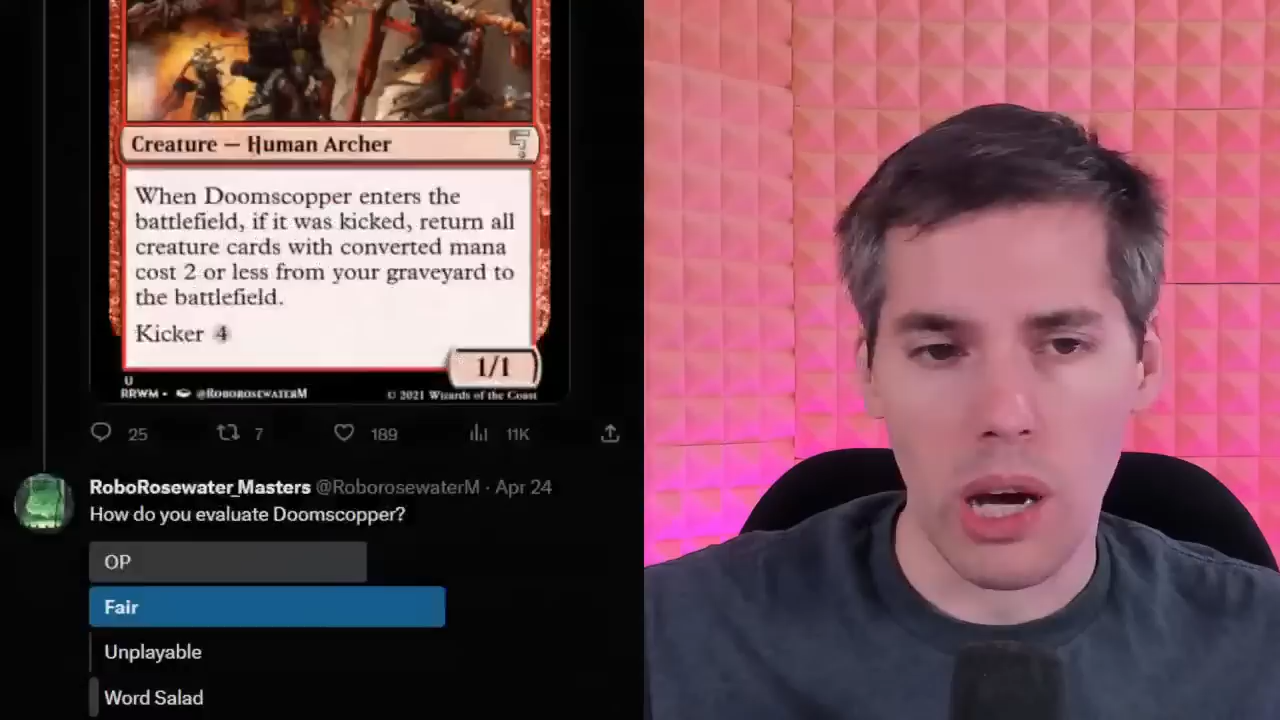 Creature — Human Archer
When Doomscopper enters the
battlefield, if it was kicked, return all
creature cards with converted mana
cost 2 or less from your graveyard to
the battlefield.
Kicker 4
1/1
U
RRWM • @RoborosewaterM © 2021 Wizards of the Coast
25 7 189 11K
RoboRosewater_Masters @RoborosewaterM · Apr 24
How do you evaluate Doomscopper?
OP
Fair
Unplayable
Word Salad